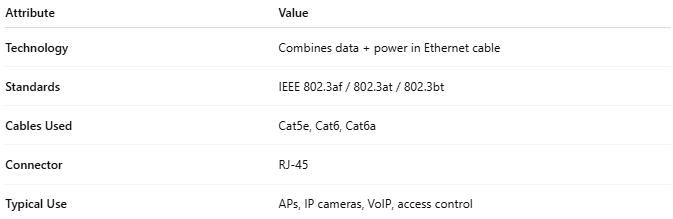 Attribute Value
Technology Combines data + power in Ethernet cable
Standards IEEE 802.3af / 802.3at / 802.3bt
Cables Used Cat5e, Cat6, Cat6a
Connector RJ-45
Typical Use APs, IP cameras, VoIP, access control